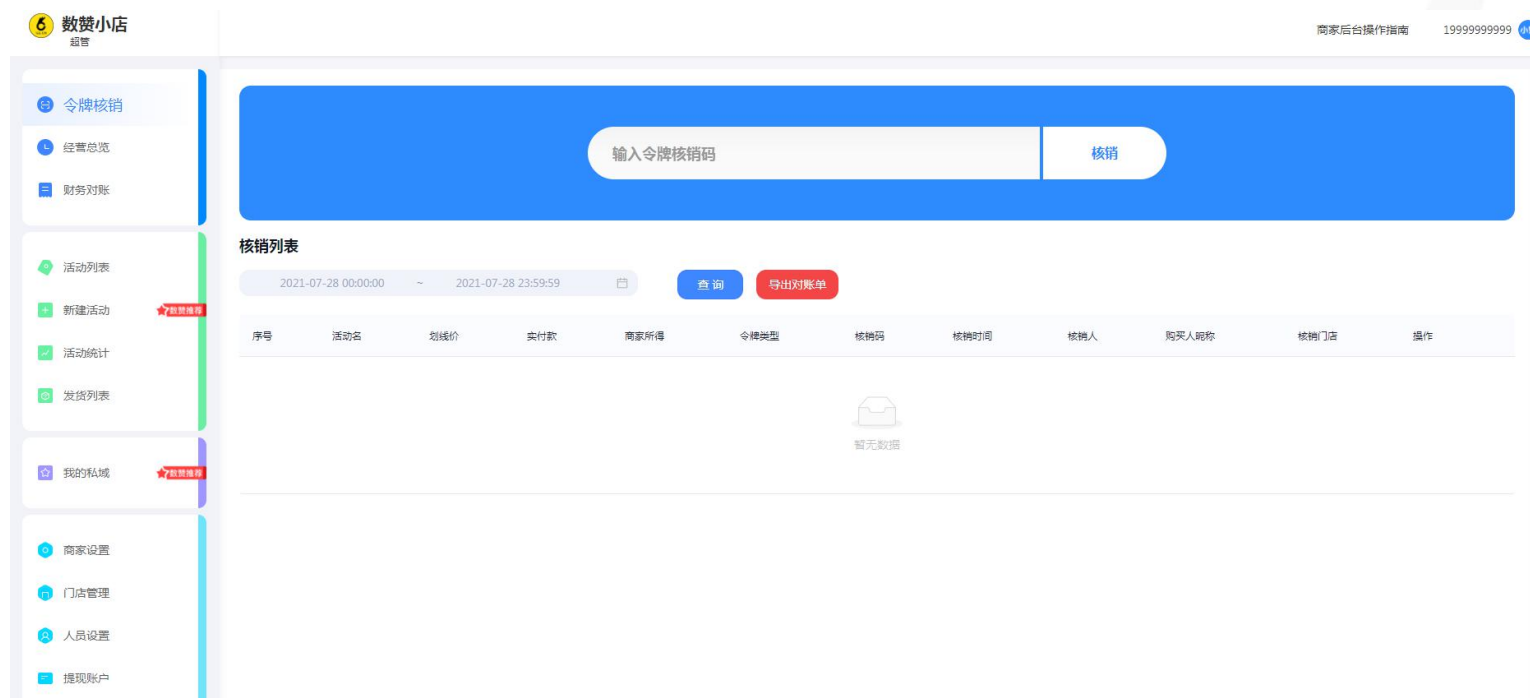 数赞小店
超管
商家后台操作指南 19999999999
令牌核销
经营总览
财务对账
活动列表
新建活动 数赞推荐
活动统计
发货列表
我的私域 数赞推荐
商家设置
门店管理
人员设置
提现账户
输入令牌核销码 核销
核销列表
2021-07-28 00:00:00 ~ 2021-07-28 23:59:59 查 询 导出对账单
序号 活动名 划线价 实付款 商家所得 令牌类型 核销码 核销时间 核销人 购买人昵称 核销门店 操作
暂无数据